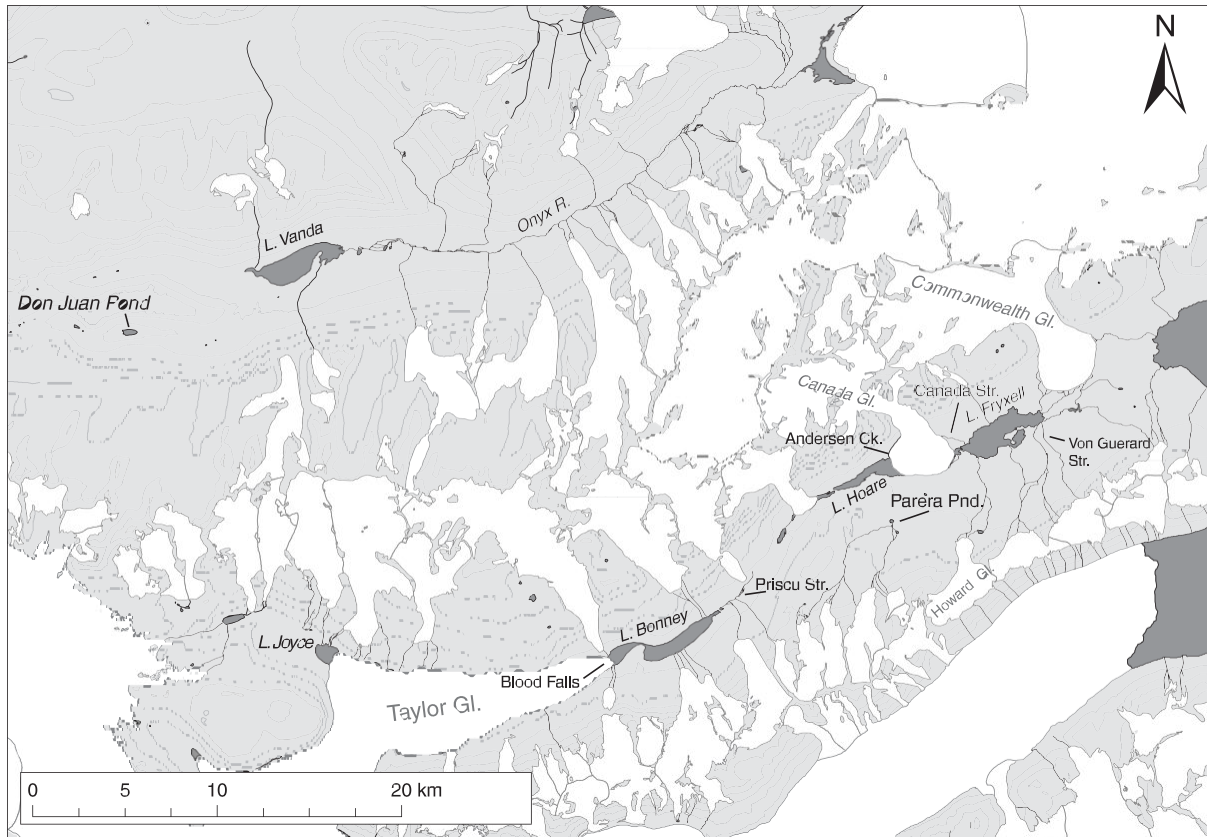 N
Onyx R.
L. Vanda
Don Juan Pond
Commonwealth Gl.
Canada Gl.
Canada Str.
L. Fryxell
Andersen Ck.
Von Guerard
Str.
L. Hoare
Parera Pnd.
Howard Gl.
Priscu Str.
L. Bonney
L. Joyce
Blood Falls
Taylor Gl.
0 5 10 20 km